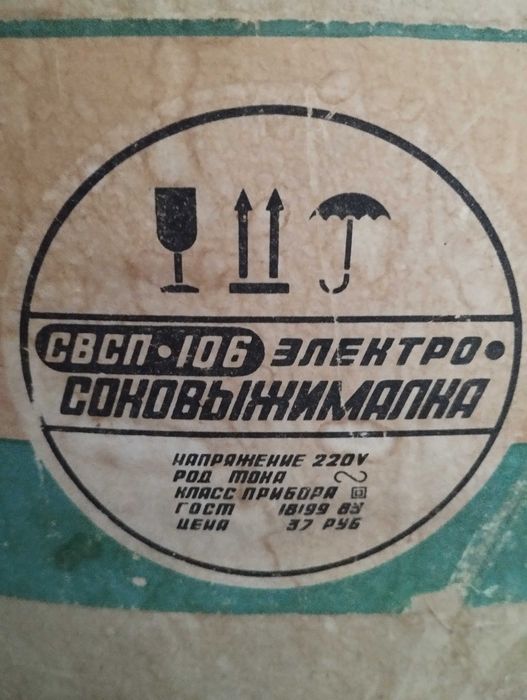 СВСП•106 ЭЛЕКТРО•
СОКОВЫЖИМАЛКА
НАПРЯЖЕНИЕ 220V
РОД ТОКА ~
КЛАСС ПРИБОРА
ГОСТ 18199 83
ЦЕНА 37 РУБ